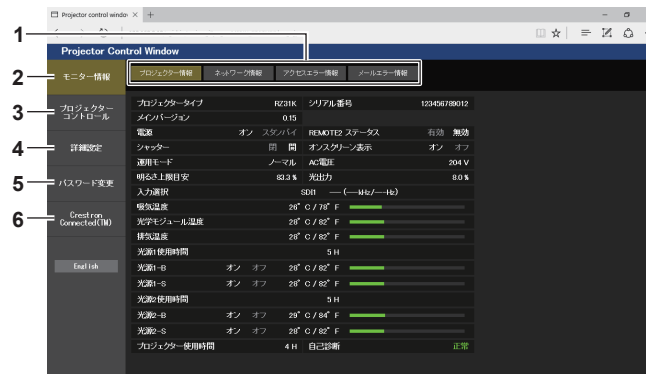 Projector control windo × +
1
Projector Control Window
2 モニター情報 プロジェクター情報 ネットワーク情報 アクセスエラー情報 メールエラー情報
3 プロジェクター
コントロール
4 詳細設定
5 パスワード変更
6 Crestron
Connected(TM)
English
プロジェクタータイプ RZ31K シリアル番号 123456789012
メインバージョン 0.15
電源 オン スタンバイ REMOTE2 ステータス 有効 無効
シャッター 閉 開 オンスクリーン表示 オン オフ
運用モード ノーマル AC電圧 204 V
明るさ上限目安 83.3 % 光出力 8.0 %
入力選択 SDI1 ---(---kHz/---Hz)
吸気温度 26° C / 78° F
光学モジュール温度 28° C / 82° F
排気温度 28° C / 82° F
光源1使用時間 5 H
光源1-B オン オフ 28° C / 82° F
光源1-S オン オフ 28° C / 82° F
光源2使用時間 5 H
光源2-B オン オフ 29° C / 84° F
光源2-S オン オフ 28° C / 82° F
プロジェクター使用時間 4 H 自己診断 正常